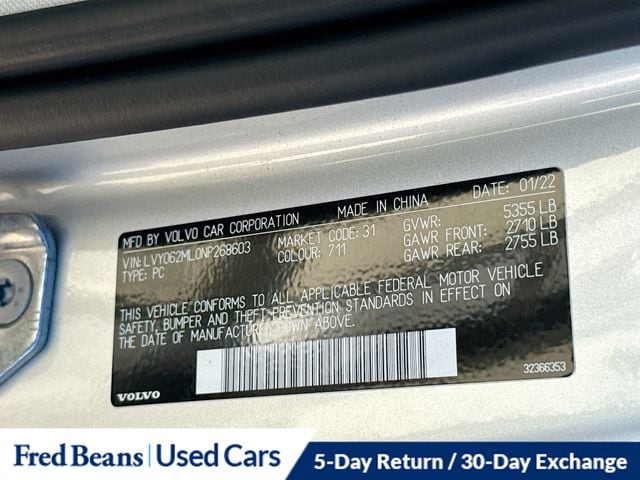 MFD BY VOLVO CAR CORPORATION MADE IN CHINA DATE: 01/22
VIN: LVY062ML0NP268603 MARKET CODE: 31 GVWR: 5355 LB
TYPE: PC COLOUR: 711 GAWR FRONT: 2710 LB
GAWR REAR: 2755 LB
THIS VEHICLE CONFORMS TO ALL APPLICABLE FEDERAL MOTOR VEHICLE
SAFETY, BUMPER AND THEFT PREVENTION STANDARDS IN EFFECT ON
THE DATE OF MANUFACTURE SHOWN ABOVE.
VOLVO 32366353
Fred Beans | Used Cars 5-Day Return / 30-Day Exchange